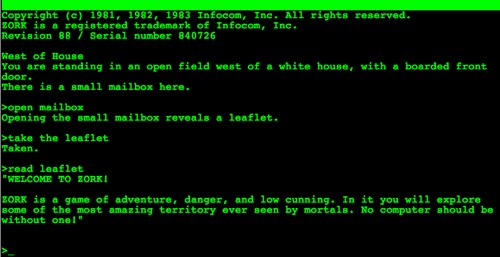 Copyright (c) 1981, 1982, 1983 Infocom, Inc. All rights reserved.
ZORK is a registered trademark of Infocom, Inc.
Revision 88 / Serial number 840726
West of House
You are standing in an open field west of a white house, with a boarded front
door.
There is a small mailbox here.
>open mailbox
Opening the small mailbox reveals a leaflet.
>take the leaflet
Taken.
>read leaflet
"WELCOME TO ZORK!
ZORK is a game of adventure, danger, and low cunning. In it you will explore
some of the most amazing territory ever seen by mortals. No computer should be
without one!"
>_